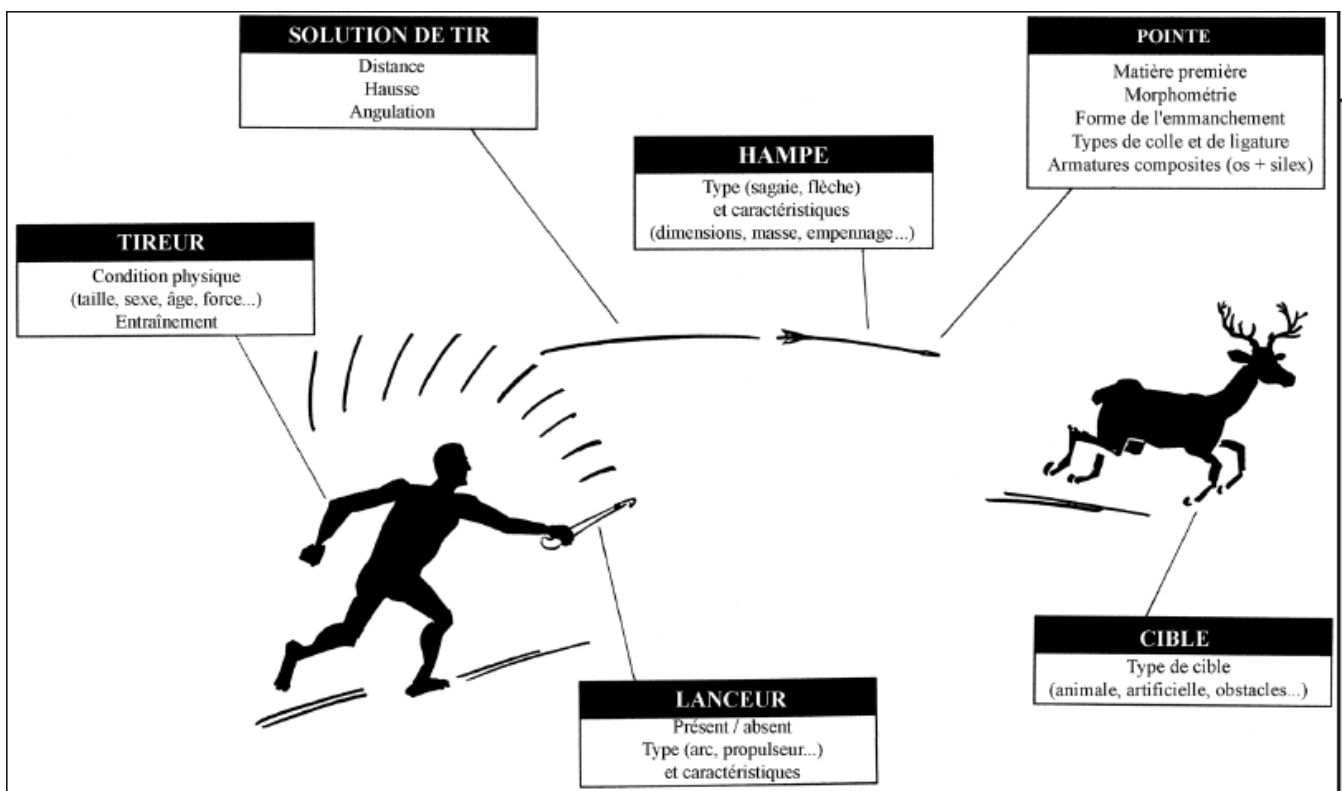 SOLUTION DE TIR
Distance
Hausse
Angulation
POINTE
Matière première
Morphométrie
Forme de l'emmanchement
Types de colle et de ligature
Armatures composites (os + silex)
HAMPE
Type (sagaie, flèche)
et caractéristiques
(dimensions, masse, empennage...)
TIREUR
Condition physique
(taille, sexe, âge, force...)
Entraînement
CIBLE
Type de cible
(animale, artificielle, obstacles...)
LANCEUR
Présent / absent
Type (arc, propulseur...)
et caractéristiques